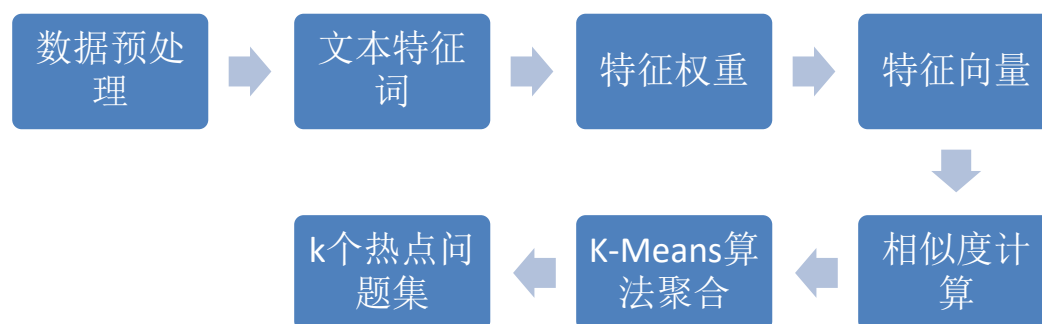 数据预处
理
文本特征
词
特征权重
特征向量
相似度计
算
K-Means算
法聚合
k个热点问
题集